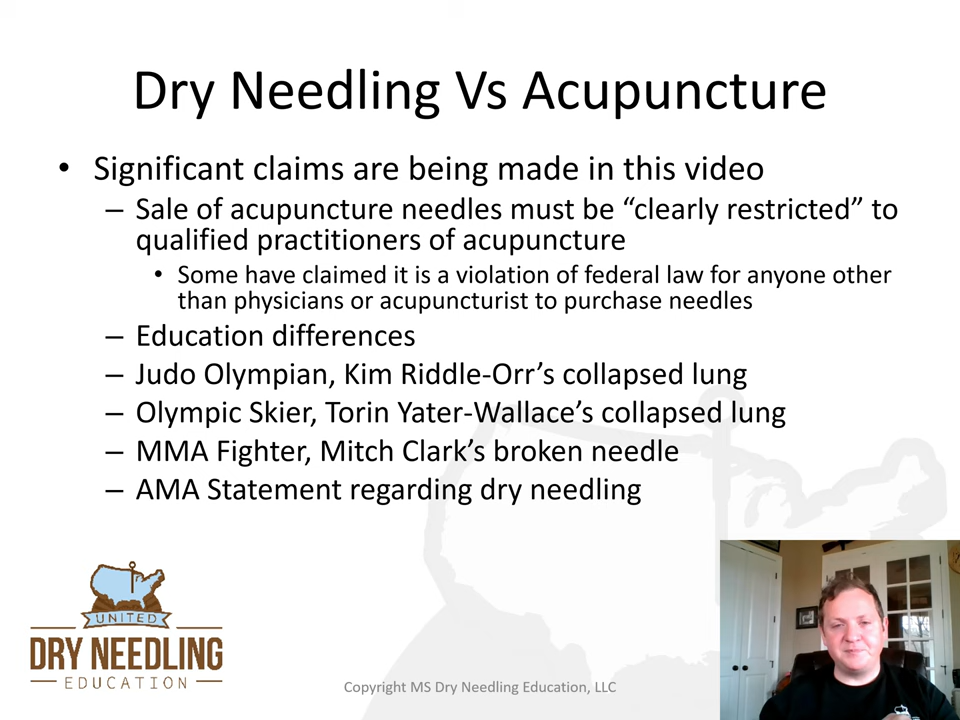 Dry Needling Vs Acupuncture
• Significant claims are being made in this video
– Sale of acupuncture needles must be “clearly restricted” to
qualified practitioners of acupuncture
• Some have claimed it is a violation of federal law for anyone other
than physicians or acupuncturist to purchase needles
– Education differences
– Judo Olympian, Kim Riddle-Orr’s collapsed lung
– Olympic Skier, Torin Yater-Wallace’s collapsed lung
– MMA Fighter, Mitch Clark’s broken needle
– AMA Statement regarding dry needling
UNITED
DRY NEEDLING
EDUCATION
Copyright MS Dry Needling Education, LLC